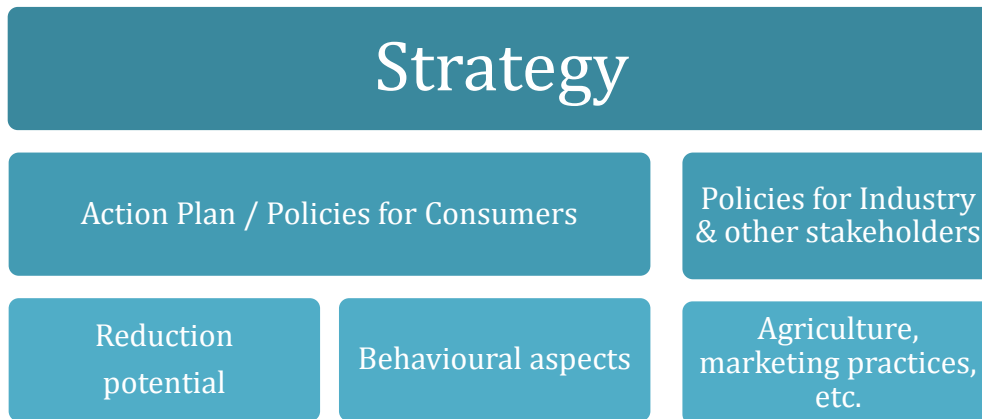 Strategy
Action Plan / Policies for Consumers
Policies for Industry
& other stakeholders
Reduction
potential
Behavioural aspects
Agriculture,
marketing practices,
etc.